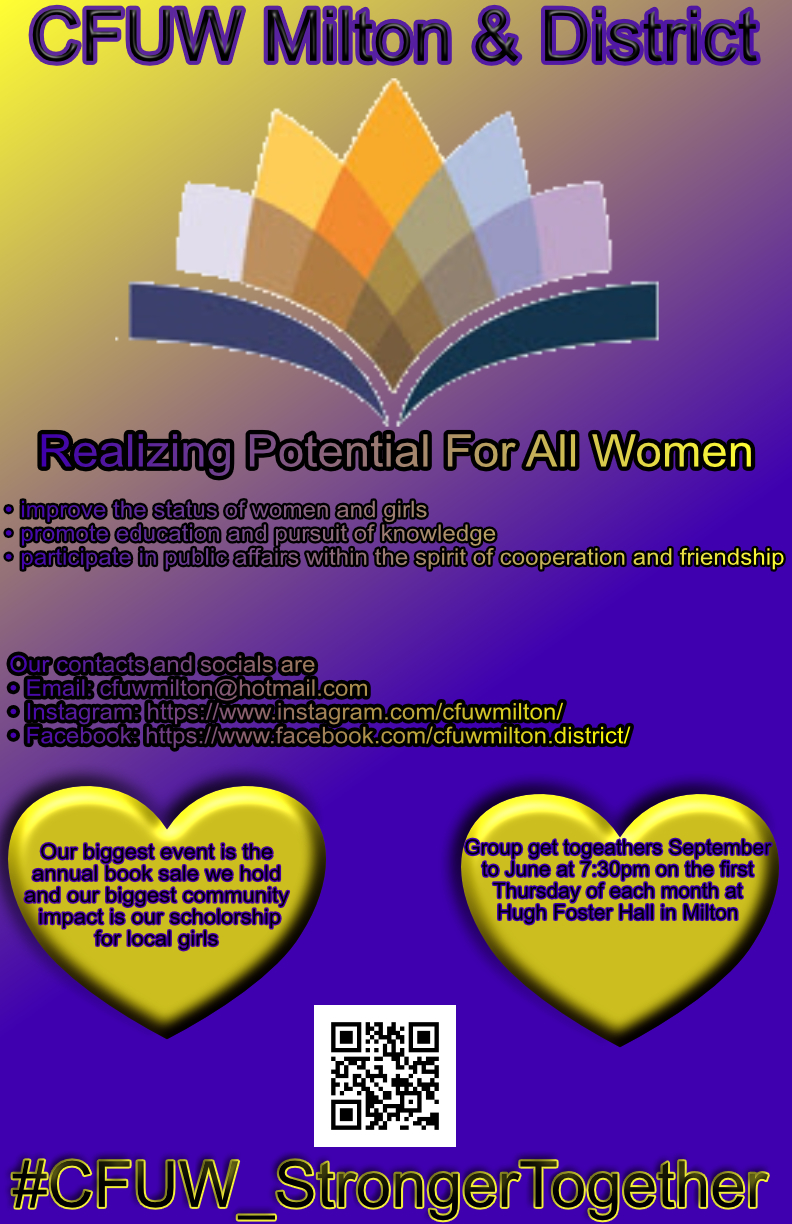 CFUW Milton & District
Realizing Potential For All Women
• improve the status of women and girls
• promote education and pursuit of knowledge
• participate in public affairs within the spirit of cooperation and friendship
Our contacts and socials are
• Email: cfuwmilton@hotmail.com
• Instagram: https://www.instagram.com/cfuwmilton/
• Facebook: https://www.facebook.com/cfuwmilton.district/
Our biggest event is the
annual book sale we hold
and our biggest community
impact is our scholorship
for local girls
Group get togeathers September
to June at 7:30pm on the first
Thursday of each month at
Hugh Foster Hall in Milton
#CFUW_StrongerTogether